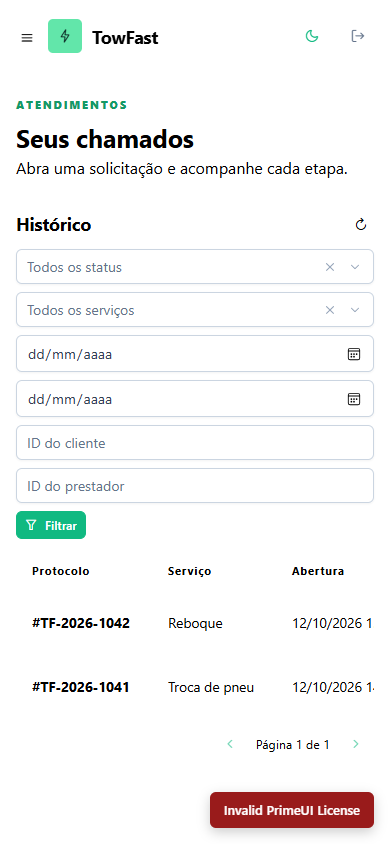 TowFast
ATENDIMENTOS
Seus chamados
Abra uma solicitação e acompanhe cada etapa.
Histórico
Todos os status
Todos os serviços
dd/mm/aaaa
dd/mm/aaaa
ID do cliente
ID do prestador
Filtrar
Protocolo Serviço Abertura
#TF-2026-1042 Reboque 12/10/2026 1
#TF-2026-1041 Troca de pneu 12/10/2026 1
Página 1 de 1
Invalid PrimeUI License